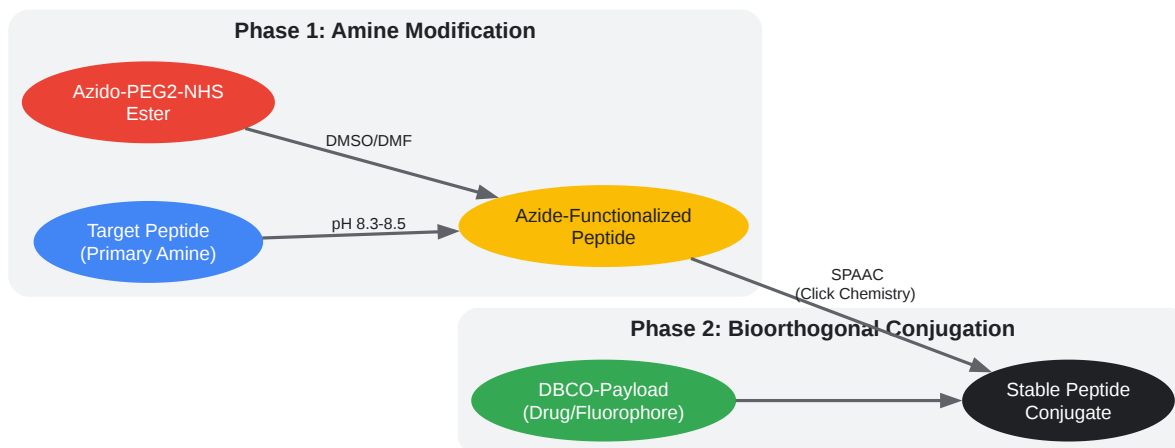 Phase 1: Amine Modification
Azido-PEG2-NHS
Ester
DMSO/DMF
Target Peptide
(Primary Amine)
pH 8.3-8.5
Azide-Functionalized
Peptide
SPAAC
(Click Chemistry)
Phase 2: Bioorthogonal Conjugation
DBCO-Payload
(Drug/Fluorophore)
Stable Peptide
Conjugate